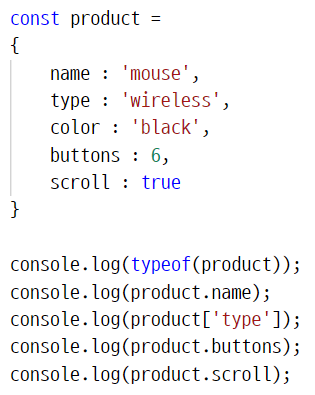 const product =
{
name : 'mouse',
type : 'wireless',
color : 'black',
buttons : 6,
scroll : true
}
console.log(typeof(product));
console.log(product.name);
console.log(product['type']);
console.log(product.buttons);
console.log(product.scroll);